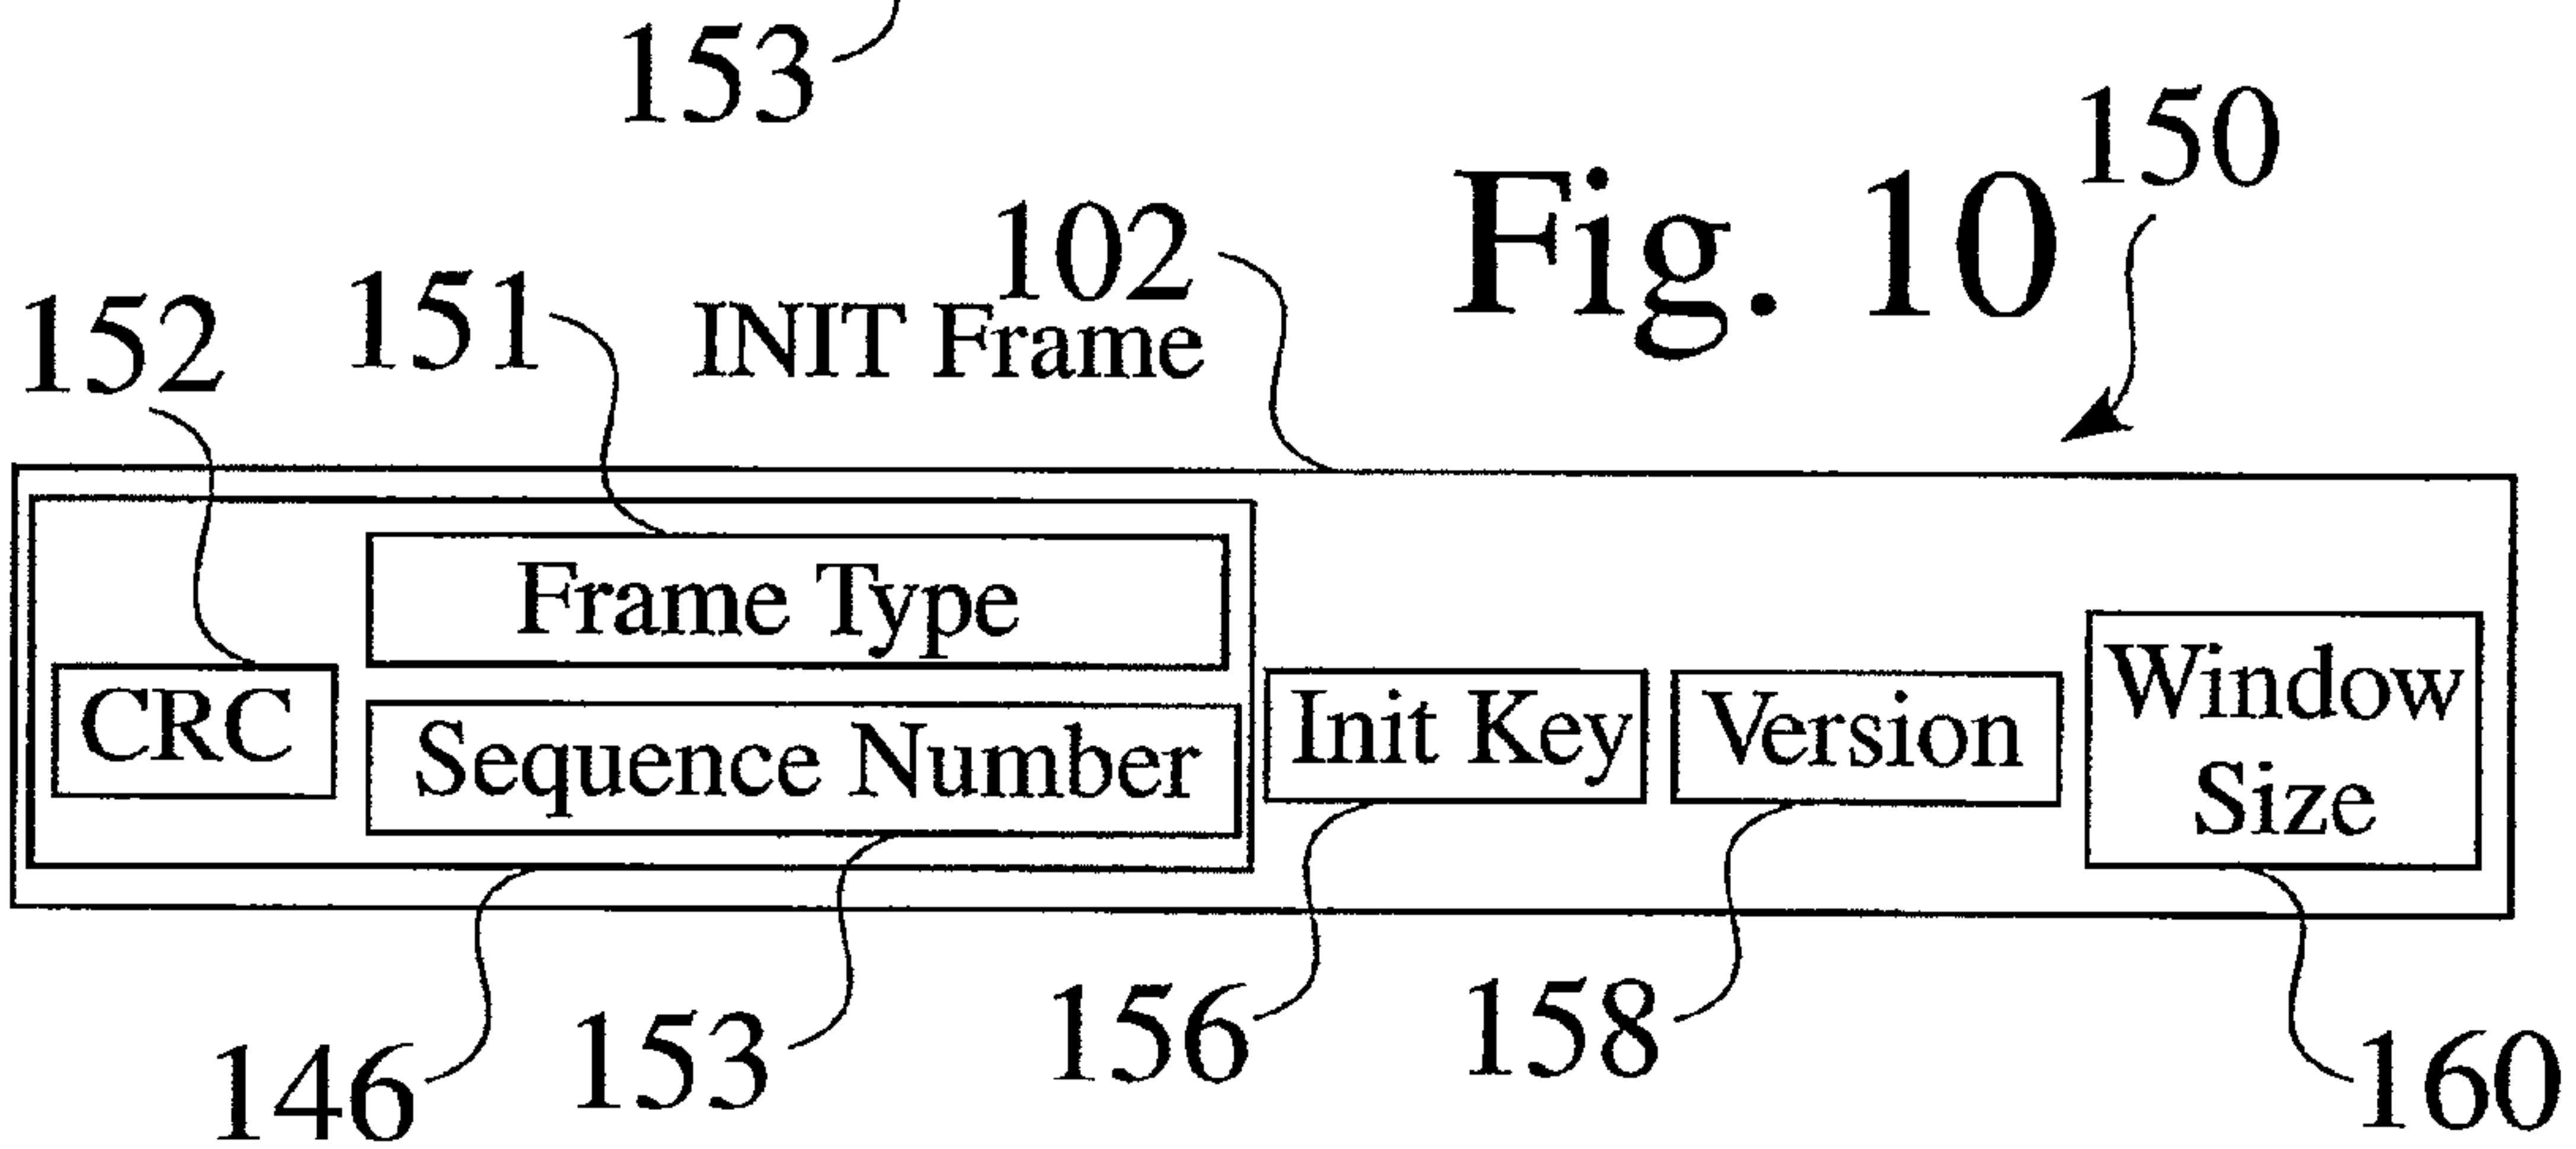 153
Fig. 10
150
102
INIT Frame
151
152
Frame Type
CRC
Sequence Number
Init Key
Version
Window
Size
146
153
156
158
160